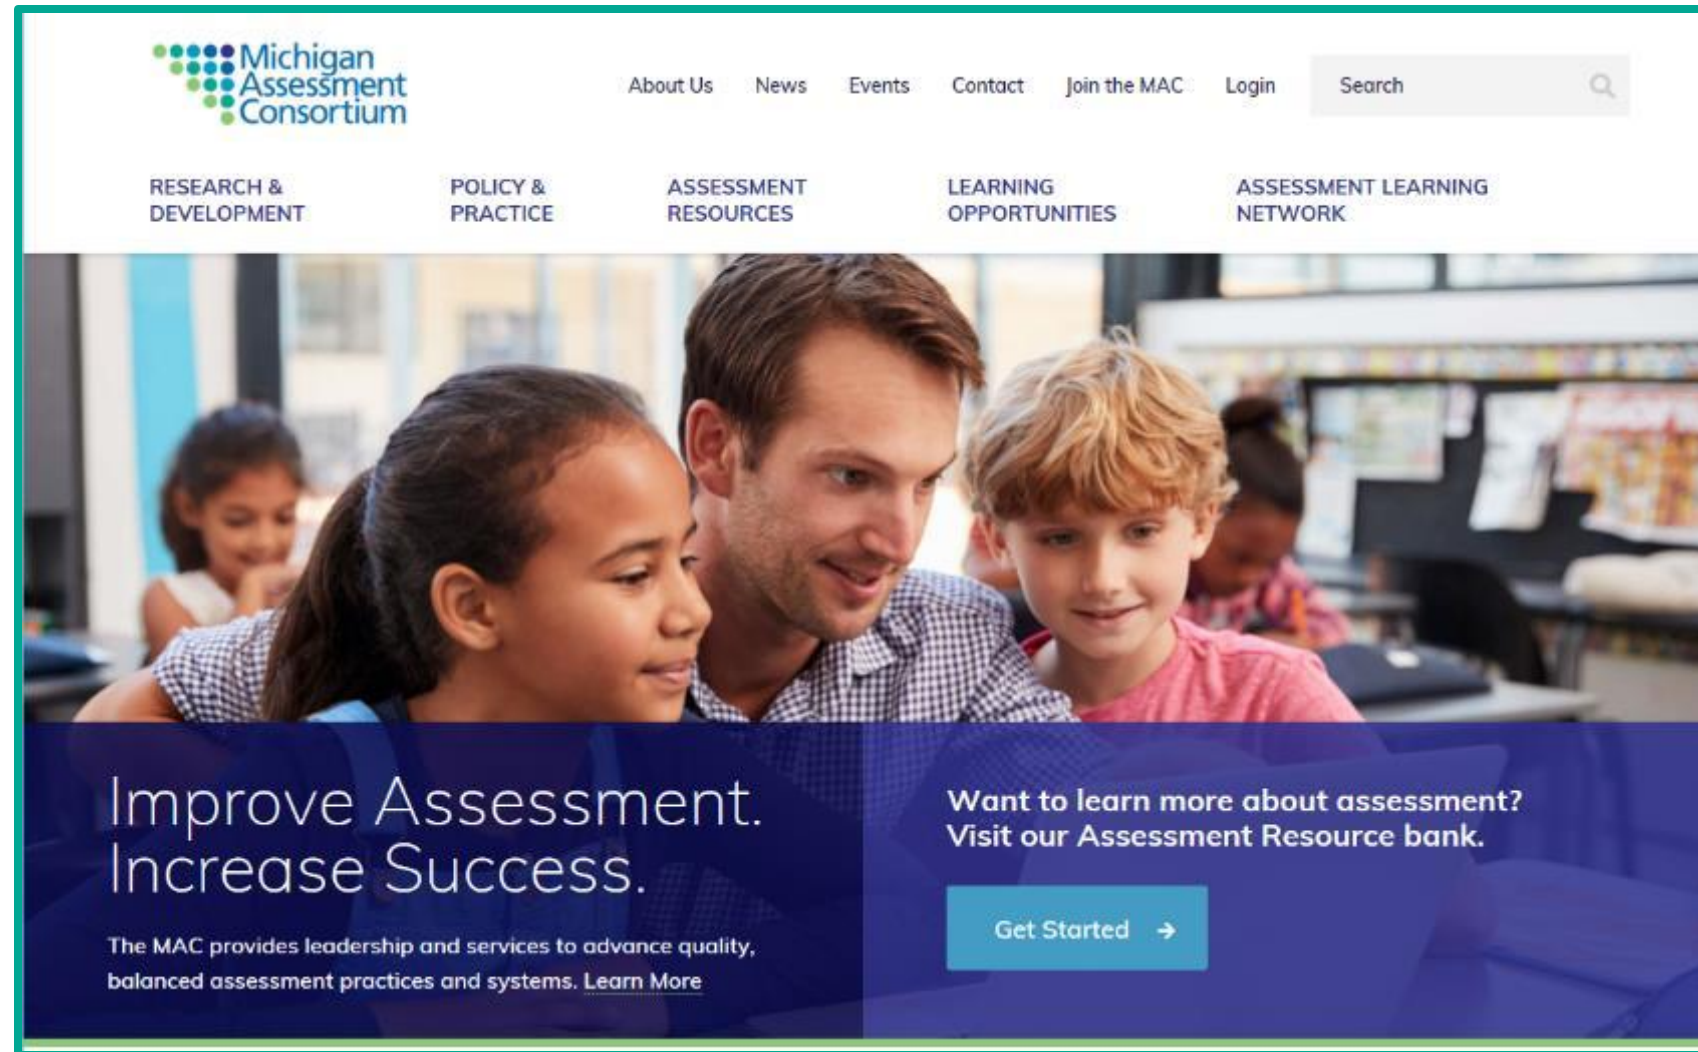 Michigan
Assessment
Consortium
About Us News Events Contact Join the MAC Login Search
RESEARCH &
DEVELOPMENT
POLICY &
PRACTICE
ASSESSMENT
RESOURCES
LEARNING
OPPORTUNITIES
ASSESSMENT LEARNING
NETWORK
Improve Assessment.
Increase Success.
The MAC provides leadership and services to advance quality,
balanced assessment practices and systems. Learn More
Want to learn more about assessment?
Visit our Assessment Resource bank.
Get Started →